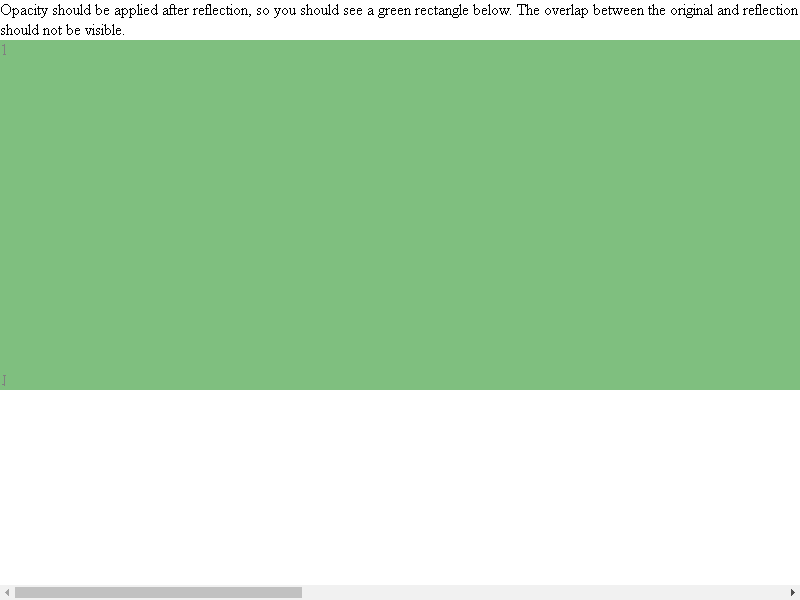 Opacity should be applied after reflection, so you should see a green rectangle below. The overlap between the original and reflection
should not be visible.
1